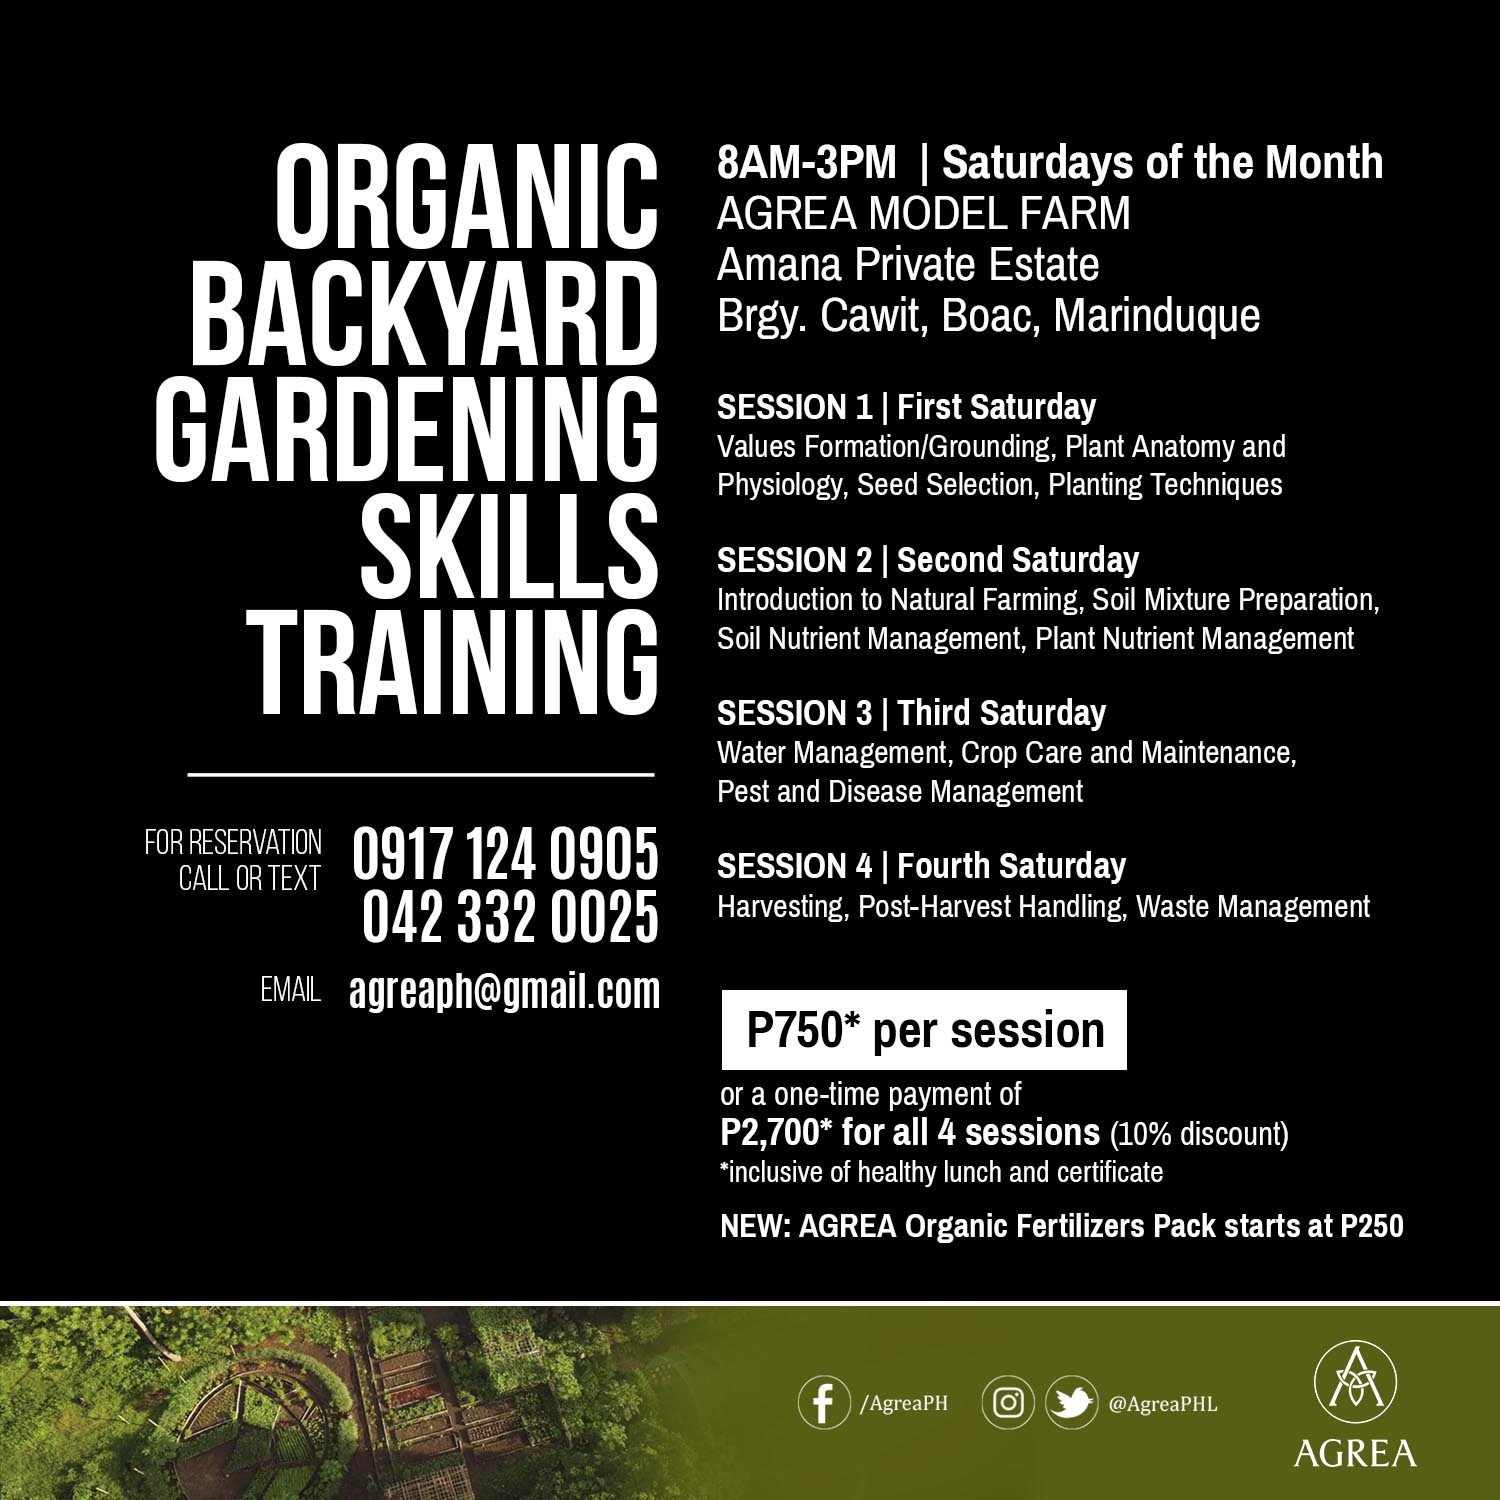 ORGANIC
BACKYARD
GARDENING
SKILLS
TRAINING
FOR RESERVATION
CALL OR TEXT
0917 124 0905
042 332 0025
EMAIL agreaph@gmail.com
8AM-3PM | Saturdays of the Month
AGREA MODEL FARM
Amana Private Estate
Brgy. Cawit, Boac, Marinduque
SESSION 1 | First Saturday
Values Formation/Grounding, Plant Anatomy and
Physiology, Seed Selection, Planting Techniques
SESSION 2 | Second Saturday
Introduction to Natural Farming, Soil Mixture Preparation,
Soil Nutrient Management, Plant Nutrient Management
SESSION 3 | Third Saturday
Water Management, Crop Care and Maintenance,
Pest and Disease Management
SESSION 4 | Fourth Saturday
Harvesting, Post-Harvest Handling, Waste Management
P750* per session
or a one-time payment of
P2,700* for all 4 sessions (10% discount)
*inclusive of healthy lunch and certificate
NEW: AGREA Organic Fertilizers Pack starts at P250
/AgreaPH
@AgreaPHL
AGREA